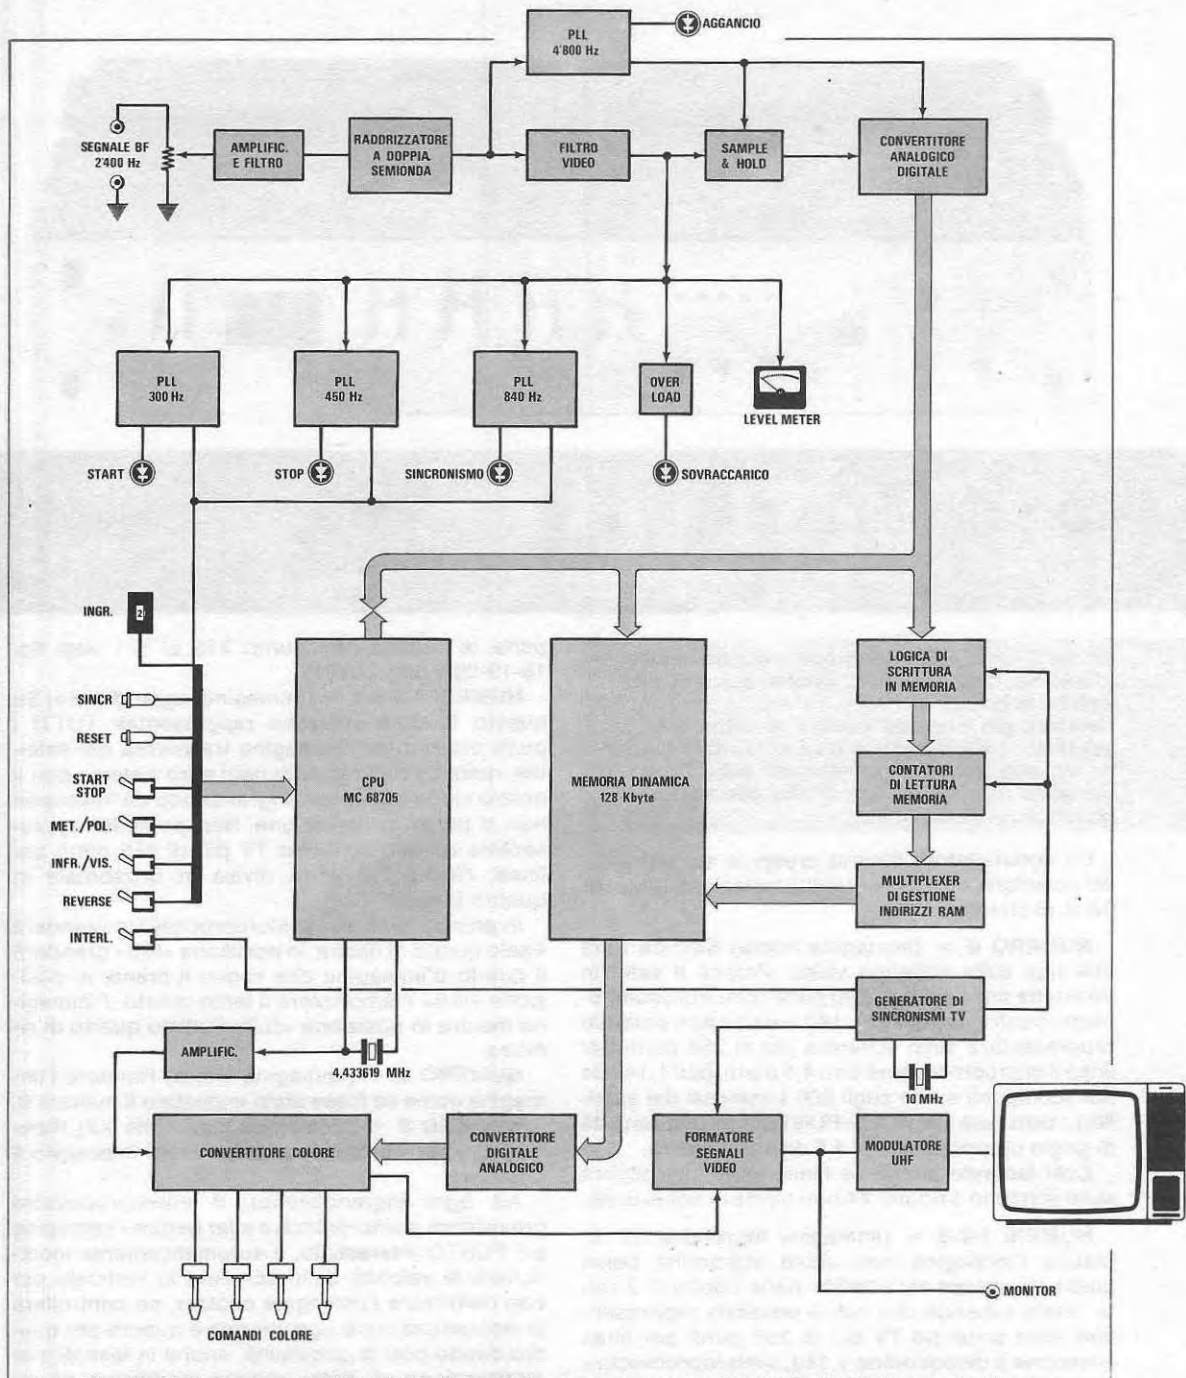 PLL
4'800 Hz
AGGANCIO
SEGNALE BF
2'400 Hz
AMPLIFIC.
E FILTRO
RADDRIZZATORE
A DOPPIA
SEMIONDA
FILTRO
VIDEO
SAMPLE
& HOLD
CONVERTITORE
ANALOGICO
DIGITALE
PLL
300 Hz
PLL
450 Hz
PLL
840 Hz
OVER
LOAD
LEVEL METER
START
STOP
SINCRONISMO
SOVRACCARICO
INGR.
SINCR
RESET
START
STOP
MET./POL.
INFR./VIS.
REVERSE
INTERL.
CPU
MC 68705
MEMORIA DINAMICA
128 Kbyte
LOGICA DI
SCRITTURA
IN MEMORIA
CONTATORI
DI LETTURA
MEMORIA
MULTIPLEXER
DI GESTIONE
INDIRIZZI RAM
GENERATORE DI
SINCRONISMI TV
AMPLIFIC.
4,433619 MHz
10 MHz
CONVERTITORE COLORE
CONVERTITORE
DIGITALE
ANALOGICO
FORMATORE
SEGNALI
VIDEO
MODULATORE
UHF
COMANDI COLORE
MONITOR